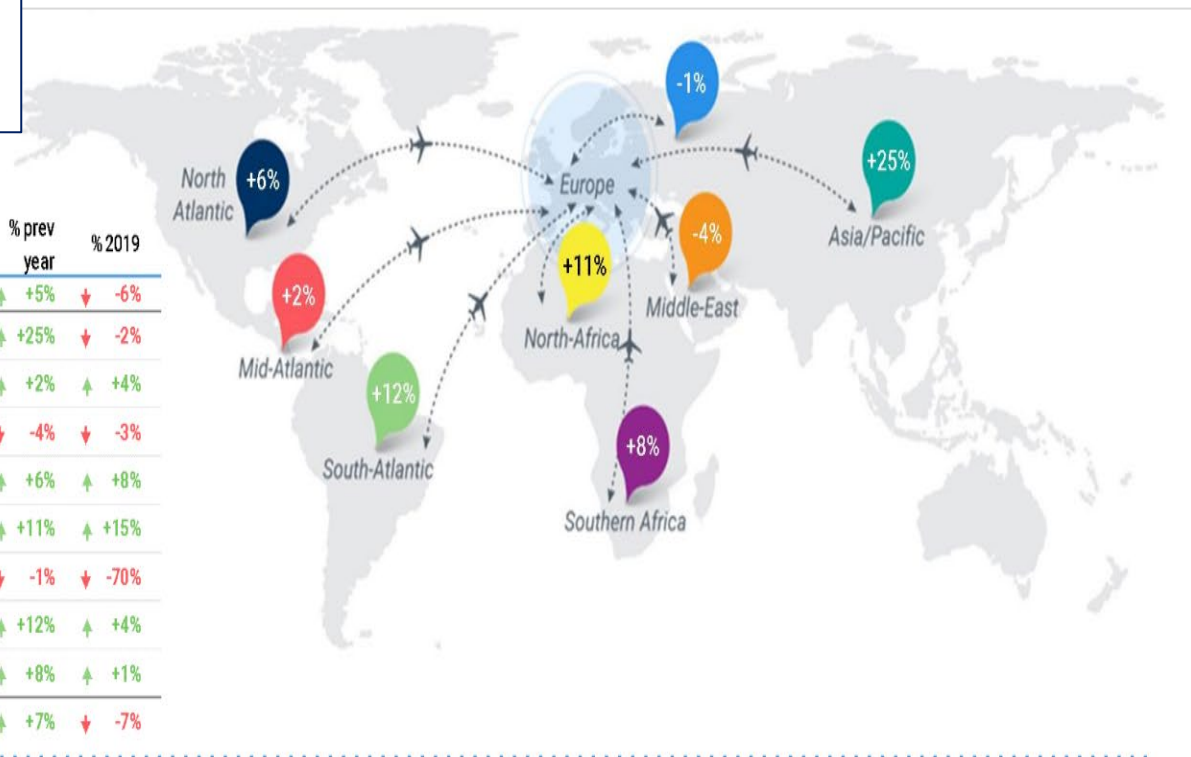 % prev
year
% 2019
+5% -6%
+25% -2%
+2% +4%
-4% -3%
+6% +8%
+11% +15%
-1% -70%
+12% +4%
+8% +1%
+7% -7%
-1%
+25%
North
Atlantic
+6%
Europe
-4%
Asia/Pacific
+11%
+2%
Middle-East
North-Africa
Mid-Atlantic
+12%
+8%
South-Atlantic
Southern Africa